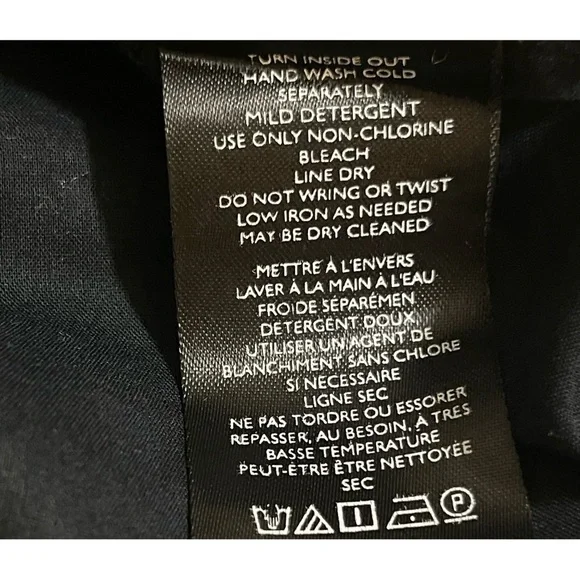 TURN INSIDE OUT
HAND WASH COLD
SEPARATELY
MILD DETERGENT
USE ONLY NON-CHLORINE
BLEACH
LINE DRY
DO NOT WRING OR TWIST
LOW IRON AS NEEDED
MAY BE DRY CLEANED
METTRE À L'ENVERS
LAVER À LA MAIN À L'EAU
FROIDE SÉPARÉMEN
DETERGENT DOUX
UTILISER UN AGENT DE
BLANCHIMENT SANS CHLORE
SI NECESSAIRE
LIGNE SEC
NE PAS TORDRE OU ESSORER
REPASSER, AU BESOIN, À TRES
BASSE TEMPERATURE
PEUT-ÊTRE ÊTRE NETTOYÉE
SEC
P